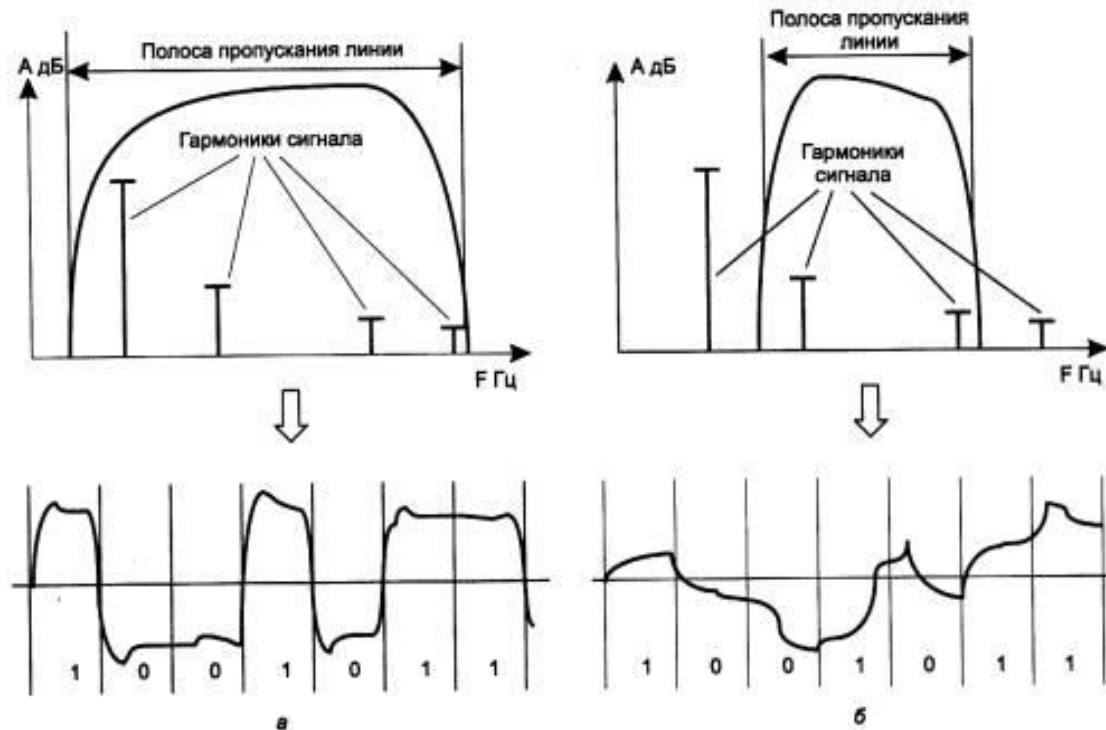 Полоса пропускания линии
А дБ
Гармоники сигнала
F Гц
1 0 0 1 0 1 1
а
Полоса пропускания
линии
А дБ
Гармоники
сигнала
F Гц
1 0 0 1 0 1 1
б